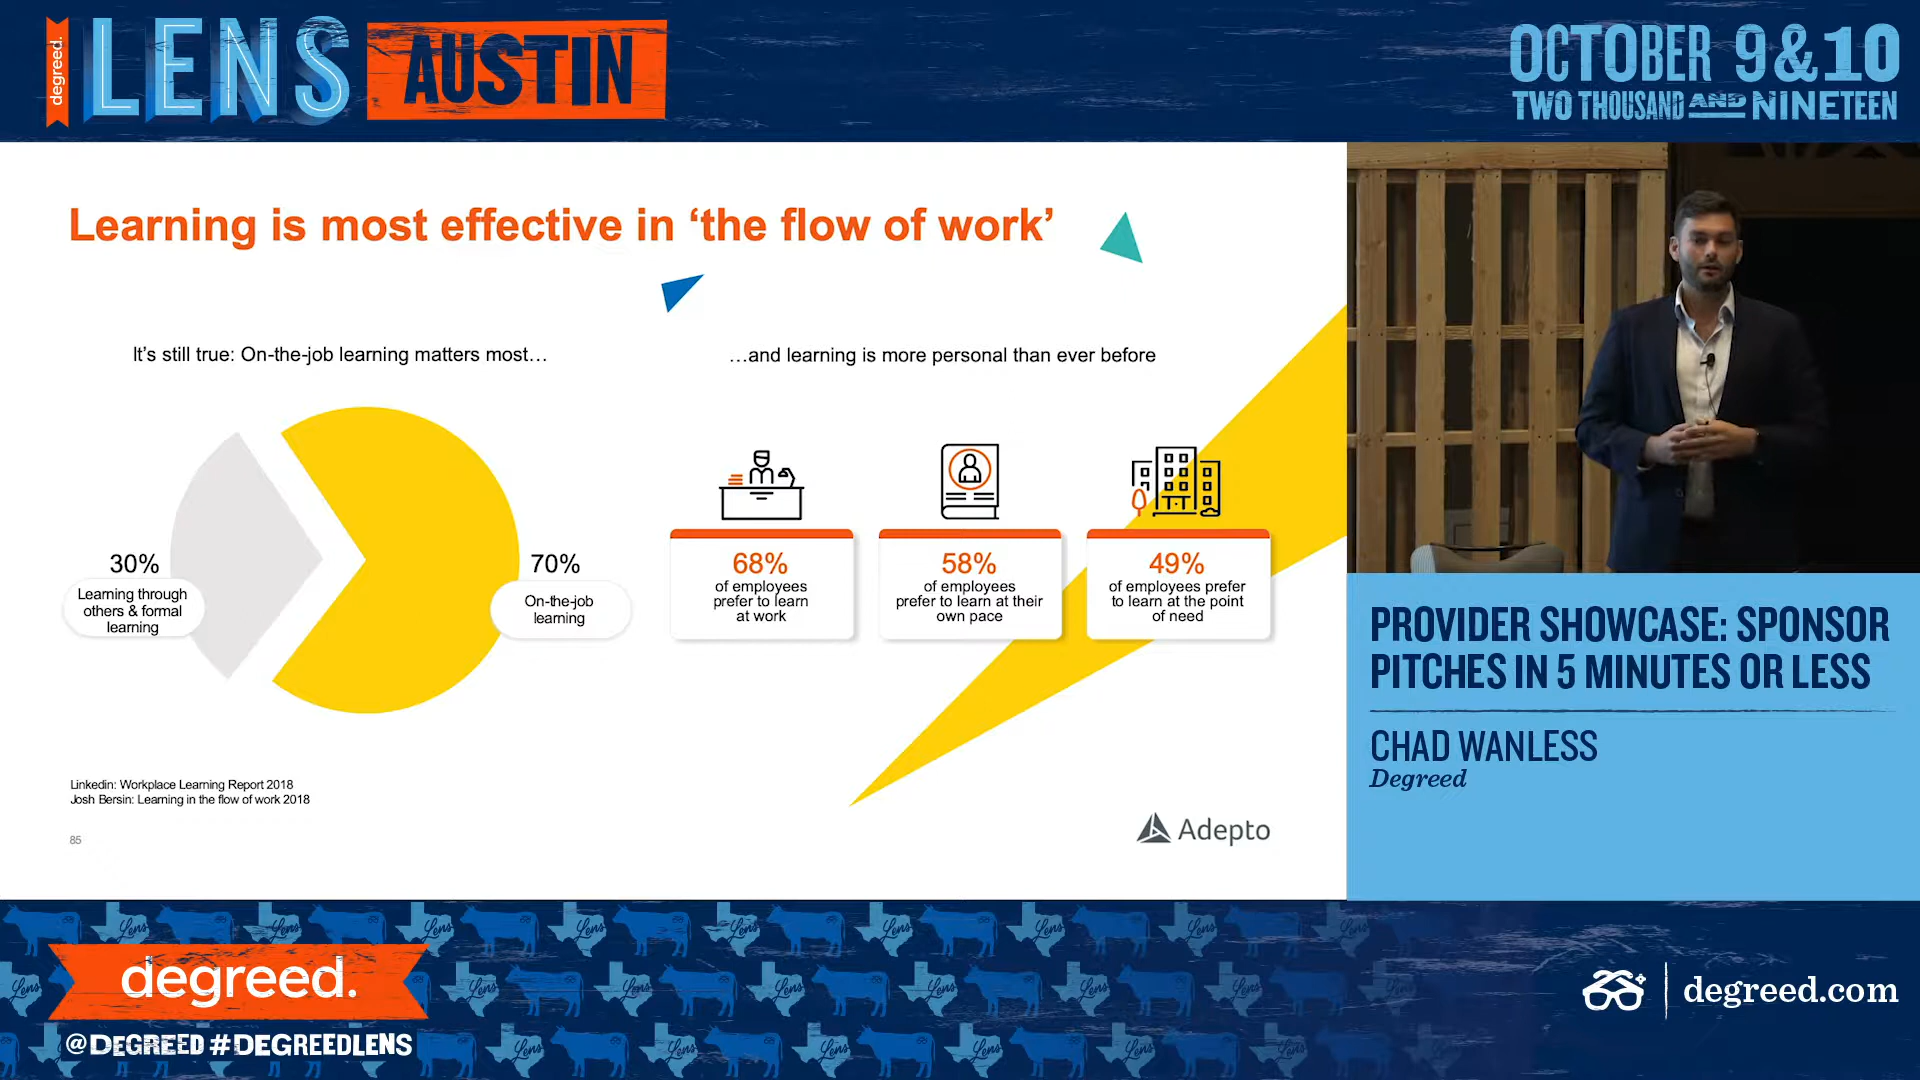 degreed.
LENS
AUSTIN
OCTOBER 9&10
TWO THOUSAND AND NINETEEN
Learning is most effective in ‘the flow of work’
It’s still true: On-the-job learning matters most…
…and learning is more personal than ever before
30%
Learning through
others & formal
learning
70%
On-the-job
learning
68%
of employees
prefer to learn
at work
58%
of employees
prefer to learn at their
own pace
49%
of employees prefer
to learn at the point
of need
Linkedin: Workplace Learning Report 2018
Josh Bersin: Learning in the flow of work 2018
85
Adepto
PROVIDER SHOWCASE: SPONSOR
PITCHES IN 5 MINUTES OR LESS
CHAD WANLESS
Degreed
degreed.
@DEGREED #DEGREEDLENS
Lens
degreed.com